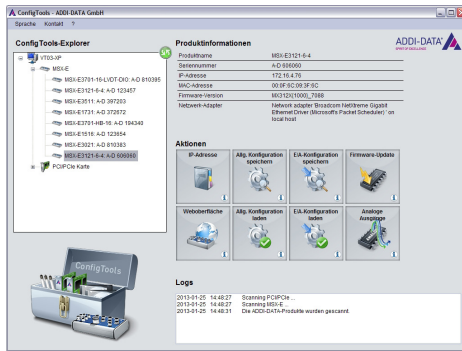 ConfigTools - ADDI-DATA GmbH
Sprache Kontakt ?
ConfigTools-Explorer
VT03-XP
MSX-E
MSX-E3701-16-LVDT-DIO: A-D 810395
MSX-E3121-6-4: A-D 123457
MSX-E3511: A-D 397203
MSX-E1731: A-D 372672
MSX-E3701-HB-16: A-D 194340
MSX-E1516: A-D 123654
MSX-E3021: A-D 810383
MSX-E3121-6-4: A-D 606060
PCI/PCIe Karte
ConfigTools
Produktinformationen
ADDI-DATA
SPIRIT OF EXCELLENCE
Produktname MSX-E3121-6-4
Seriennummer A-D 606060
IP-Adresse 172.16.4.76
MAC-Adresse 00:0F:6C:09:3F:6C
Firmware-Version MX312X(1000)_7088
Netzwerk-Adapter Network adapter 'Broadcom NetXtreme Gigabit
Ethernet Driver (Microsoft's Packet Scheduler) ' on
local host
Aktionen
IP-Adresse
Allg. Konfiguration
speichern
E/A-Konfiguration
speichern
Firmware-Update
Weboberfläche
Allg. Konfiguration
laden
E/A-Konfiguration
laden
Analoge
Ausgänge
Logs
2013-01-25 14:48:27 Scanning PCI/PCIe ...
2013-01-25 14:48:27 Scanning MSX-E ...
2013-01-25 14:48:31 Die ADDI-DATA-Produkte wurden gescannt.